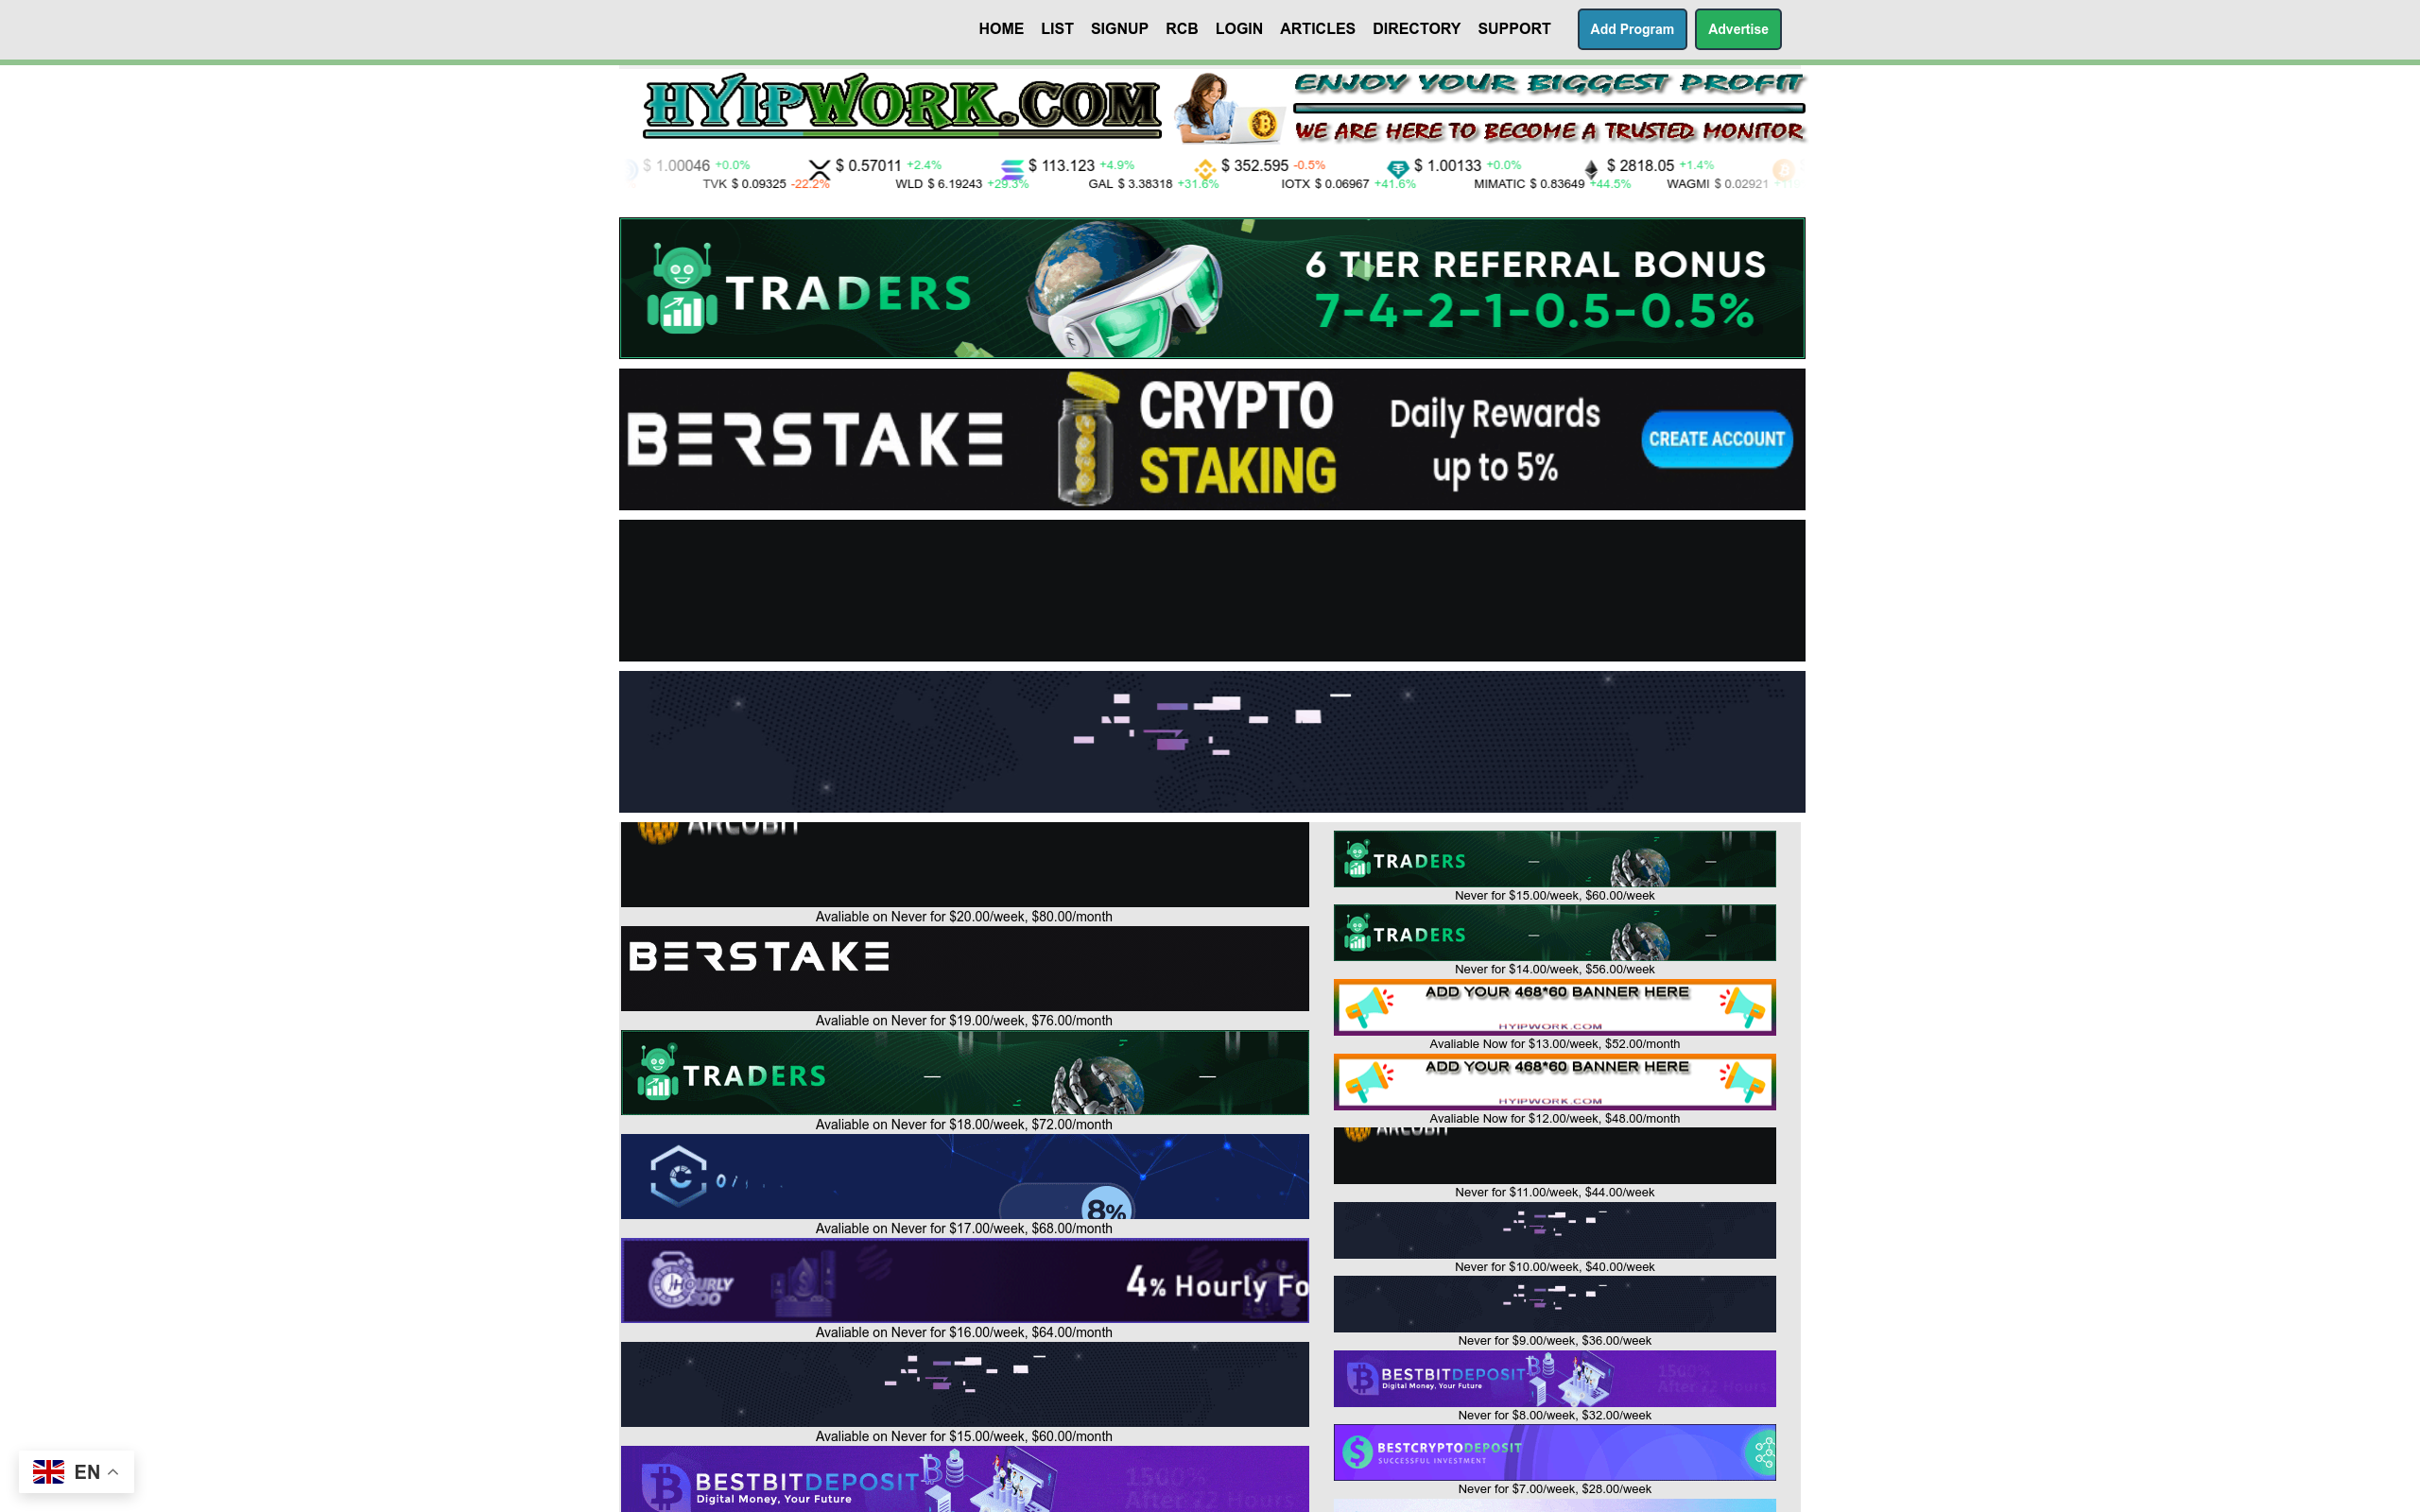 HOME LIST SIGNUP RCB LOGIN ARTICLES DIRECTORY SUPPORT Add Program Advertise
HYIPWORK.COM
ENJOY YOUR BIGGEST PROFIT
WE ARE HERE TO BECOME A TRUSTED MONITOR
$ 1.00046 +0.0% $ 0.57011 +2.4% $ 113.123 +4.9% $ 352.595 -0.5% $ 1.00133 +0.0% $ 2818.05 +1.4%
TVK $ 0.09325 -22.2% WLD $ 6.19243 +29.3% GAL $ 3.38318 +31.6% IOTX $ 0.06967 +41.6% MIMATIC $ 0.83649 +44.5% WAGMI $ 0.02921
TRADERS
6 TIER REFERRAL BONUS
7-4-2-1-0.5-0.5%
BERSTAKE
CRYPTO
STAKING
Daily Rewards
up to 5%
CREATE ACCOUNT
ARCUBIT
Avaliable on Never for $20.00/week, $80.00/month
BERSTAKE
Avaliable on Never for $19.00/week, $76.00/month
TRADERS
Avaliable on Never for $18.00/week, $72.00/month
8%
Avaliable on Never for $17.00/week, $68.00/month
4% Hourly Fo
Avaliable on Never for $16.00/week, $64.00/month
Avaliable on Never for $15.00/week, $60.00/month
BESTBITDEPOSIT
Digital Money, Your Future
1500%
After 72 Hours
TRADERS
Never for $15.00/week, $60.00/week
TRADERS
Never for $14.00/week, $56.00/week
ADD YOUR 468*60 BANNER HERE
HYIPWORK.COM
Avaliable Now for $13.00/week, $52.00/month
ADD YOUR 468*60 BANNER HERE
HYIPWORK.COM
Avaliable Now for $12.00/week, $48.00/month
ARCUBIT
Never for $11.00/week, $44.00/week
Never for $10.00/week, $40.00/week
Never for $9.00/week, $36.00/week
BESTBITDEPOSIT
Digital Money, Your Future
1500%
After 72 Hours
Never for $8.00/week, $32.00/week
BESTCRYPTODEPOSIT
SUCCESSFUL INVESTMENT
Never for $7.00/week, $28.00/week
EN